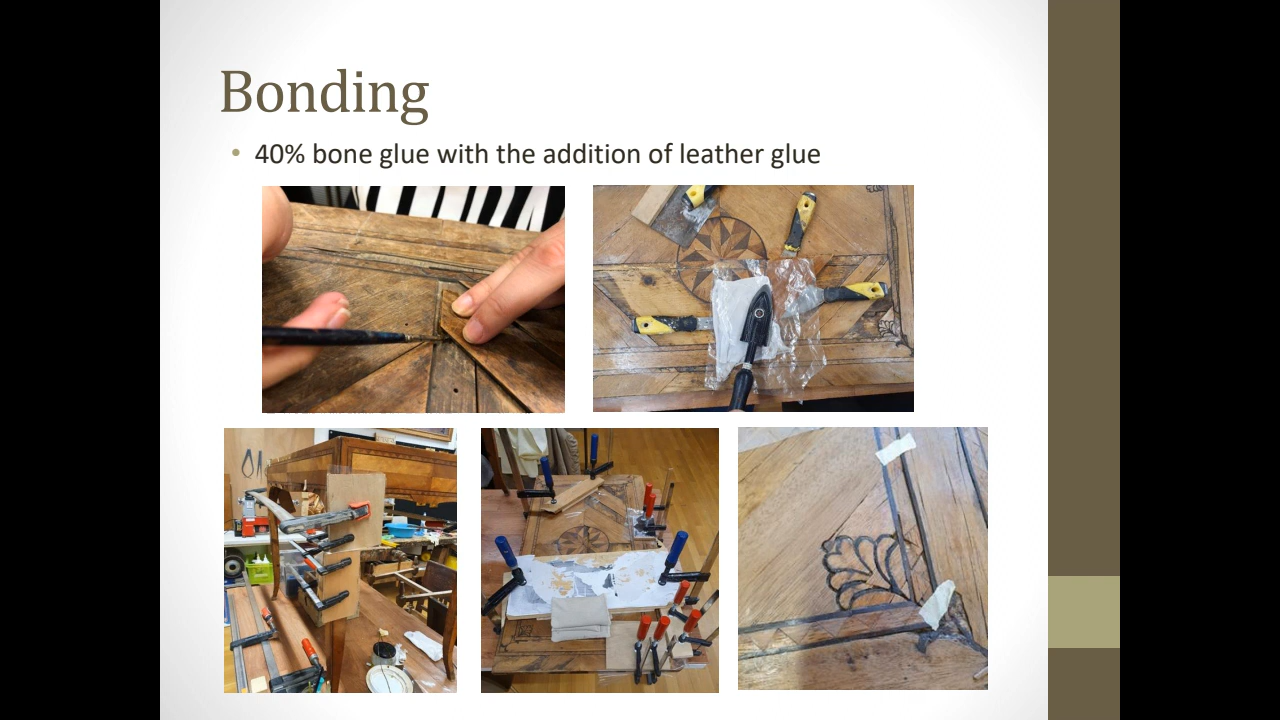 Bonding
• 40% bone glue with the addition of leather glue